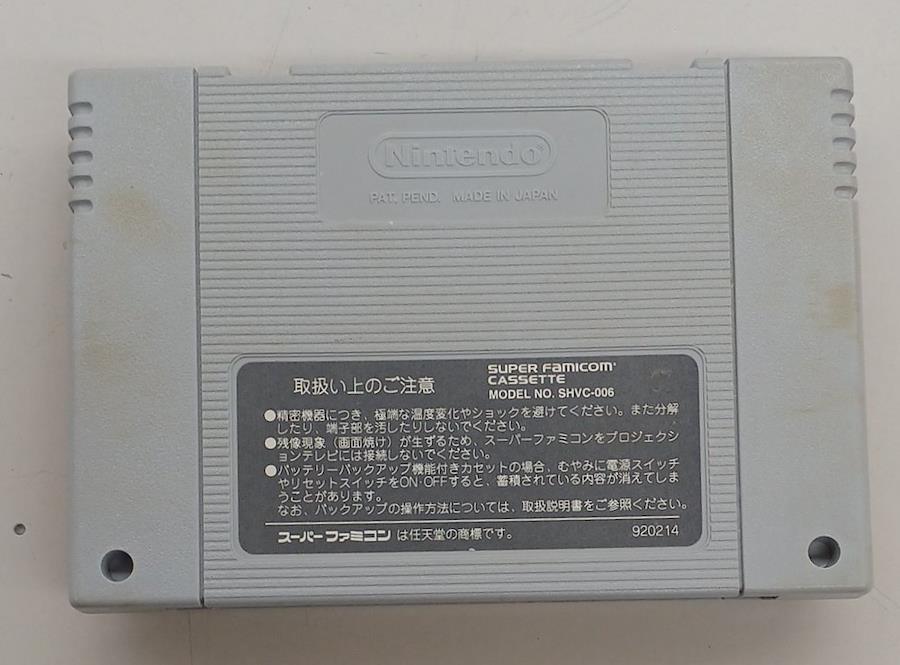 Nintendo
PAT. PEND. MADE IN JAPAN
取扱い上のご注意
SUPER FAMICOM
CASSETTE
MODEL NO. SHVC-006
●精密機器につき、極端な温度変化やショックを避けてください。また分解
したり、端子部を汚したりしないでください。
●残像現象（画面焼け）が生ずるため、スーパーファミコンをプロジェクシ
ョンテレビには接続しないでください。
●バッテリーバックアップ機能付きカセットの場合、むやみに電源スイッチ
やリセットスイッチをON・OFFすると、蓄積されている内容が消えてしま
うことがあります。
なお、バックアップの操作方法については、取扱説明書をご参照ください。
スーパーファミコン は任天堂の商標です。
920214